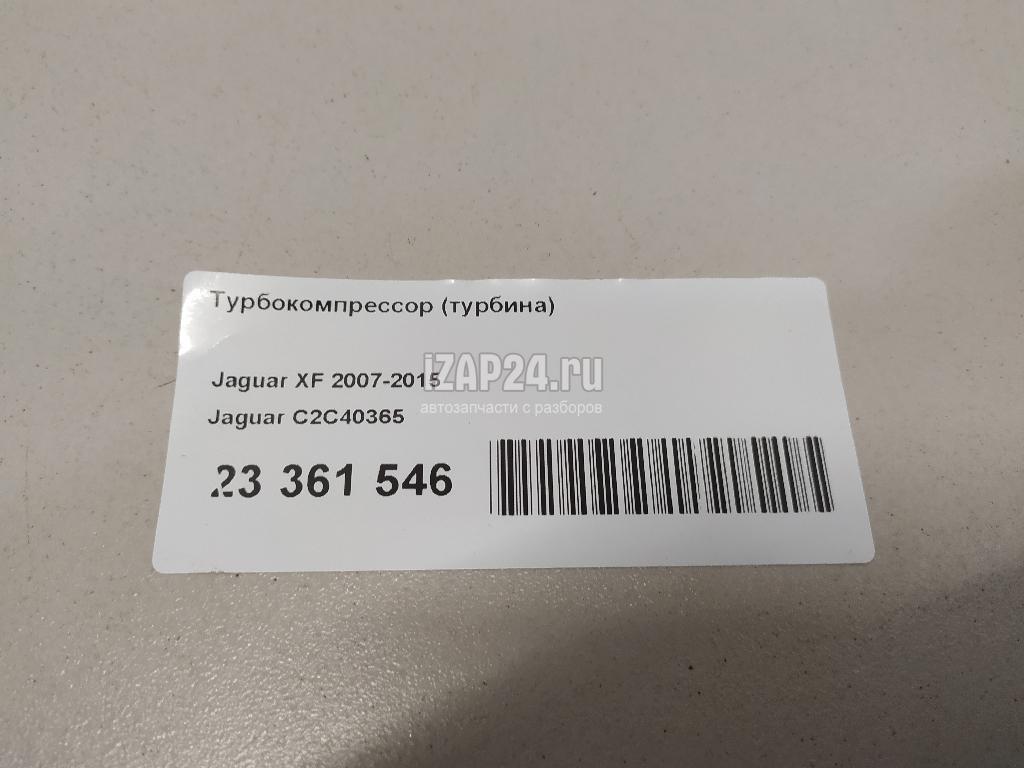 Турбокомпрессор (турбина)
Jaguar XF 2007-2015
iZAP24.ru
автозапчасти с разборов
Jaguar C2C40365
23 361 546